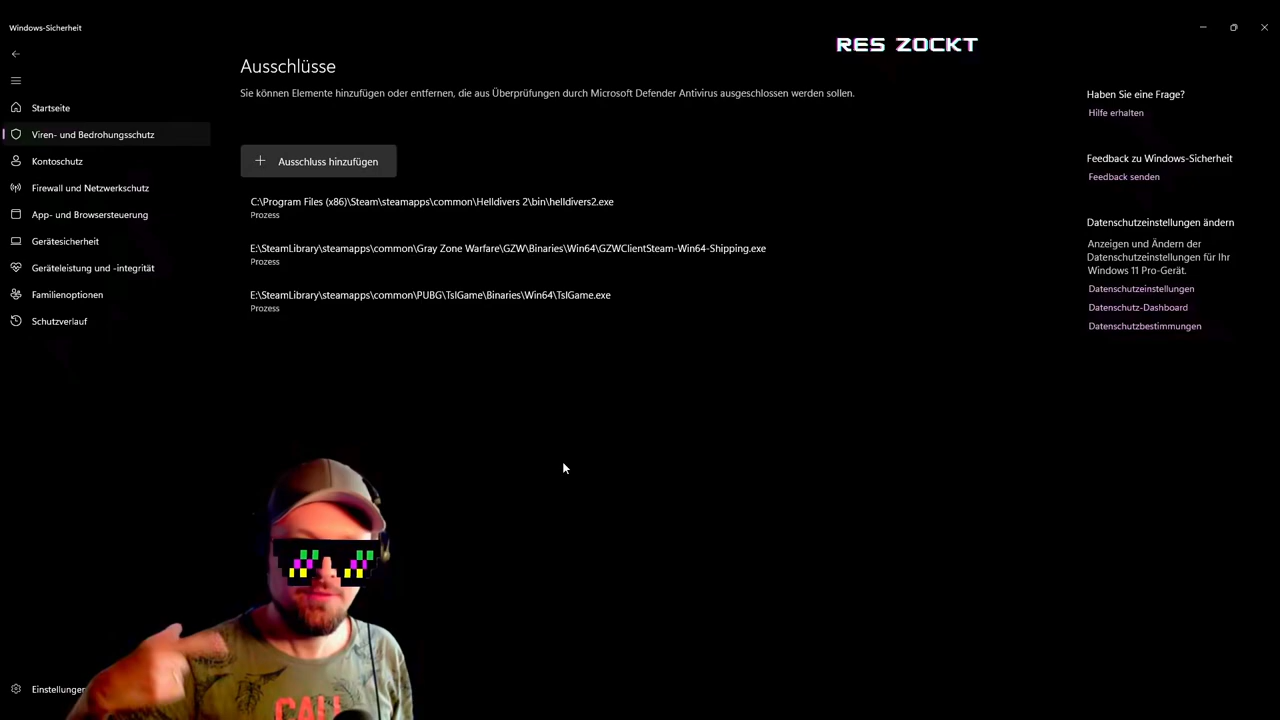 Windows-Sicherheit
RES ZOCKT
Ausschlüsse
Sie können Elemente hinzufügen oder entfernen, die aus Überprüfungen durch Microsoft Defender Antivirus ausgeschlossen werden sollen.
Startseite
Viren- und Bedrohungsschutz
Kontoschutz
Firewall und Netzwerkschutz
App- und Browsersteuerung
Gerätesicherheit
Geräteleistung und -integrität
Familienoptionen
Schutzverlauf
Einstellungen
Ausschluss hinzufügen
C:\Program Files (x86)\Steam\steamapps\common\Helldivers 2\bin\helldivers2.exe
Prozess
E:\SteamLibrary\steamapps\common\Gray Zone Warfare\GZW\Binaries\Win64\GZWClientSteam-Win64-Shipping.exe
Prozess
E:\SteamLibrary\steamapps\common\PUBG\TslGame\Binaries\Win64\TslGame.exe
Prozess
Haben Sie eine Frage?
Hilfe erhalten
Feedback zu Windows-Sicherheit
Feedback senden
Datenschutzeinstellungen ändern
Anzeigen und Ändern der
Datenschutzeinstellungen für Ihr
Windows 11 Pro-Gerät.
Datenschutzeinstellungen
Datenschutz-Dashboard
Datenschutzbestimmungen
CALL